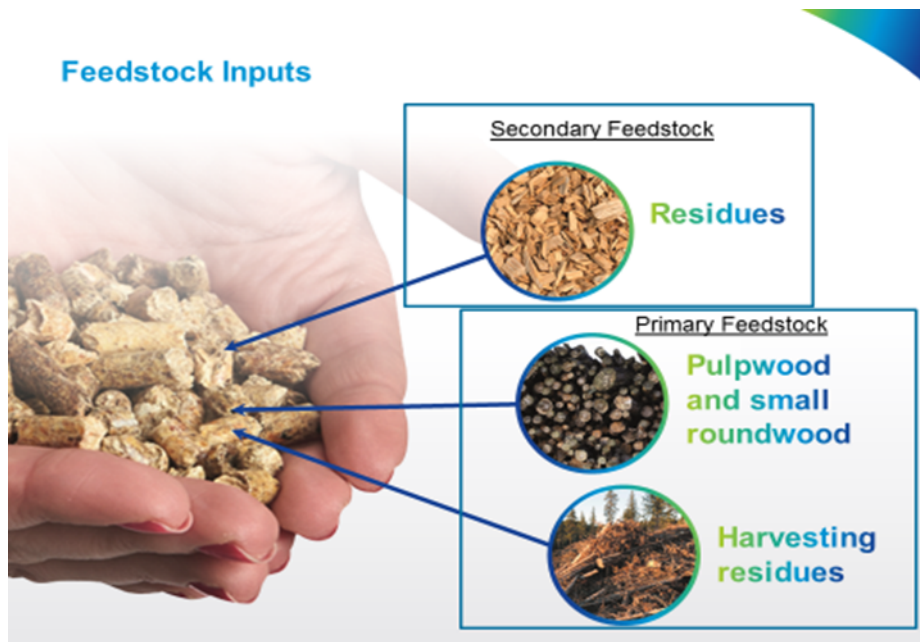 Feedstock Inputs
Secondary Feedstock
Residues
Primary Feedstock
Pulpwood
and small
roundwood
Harvesting
residues